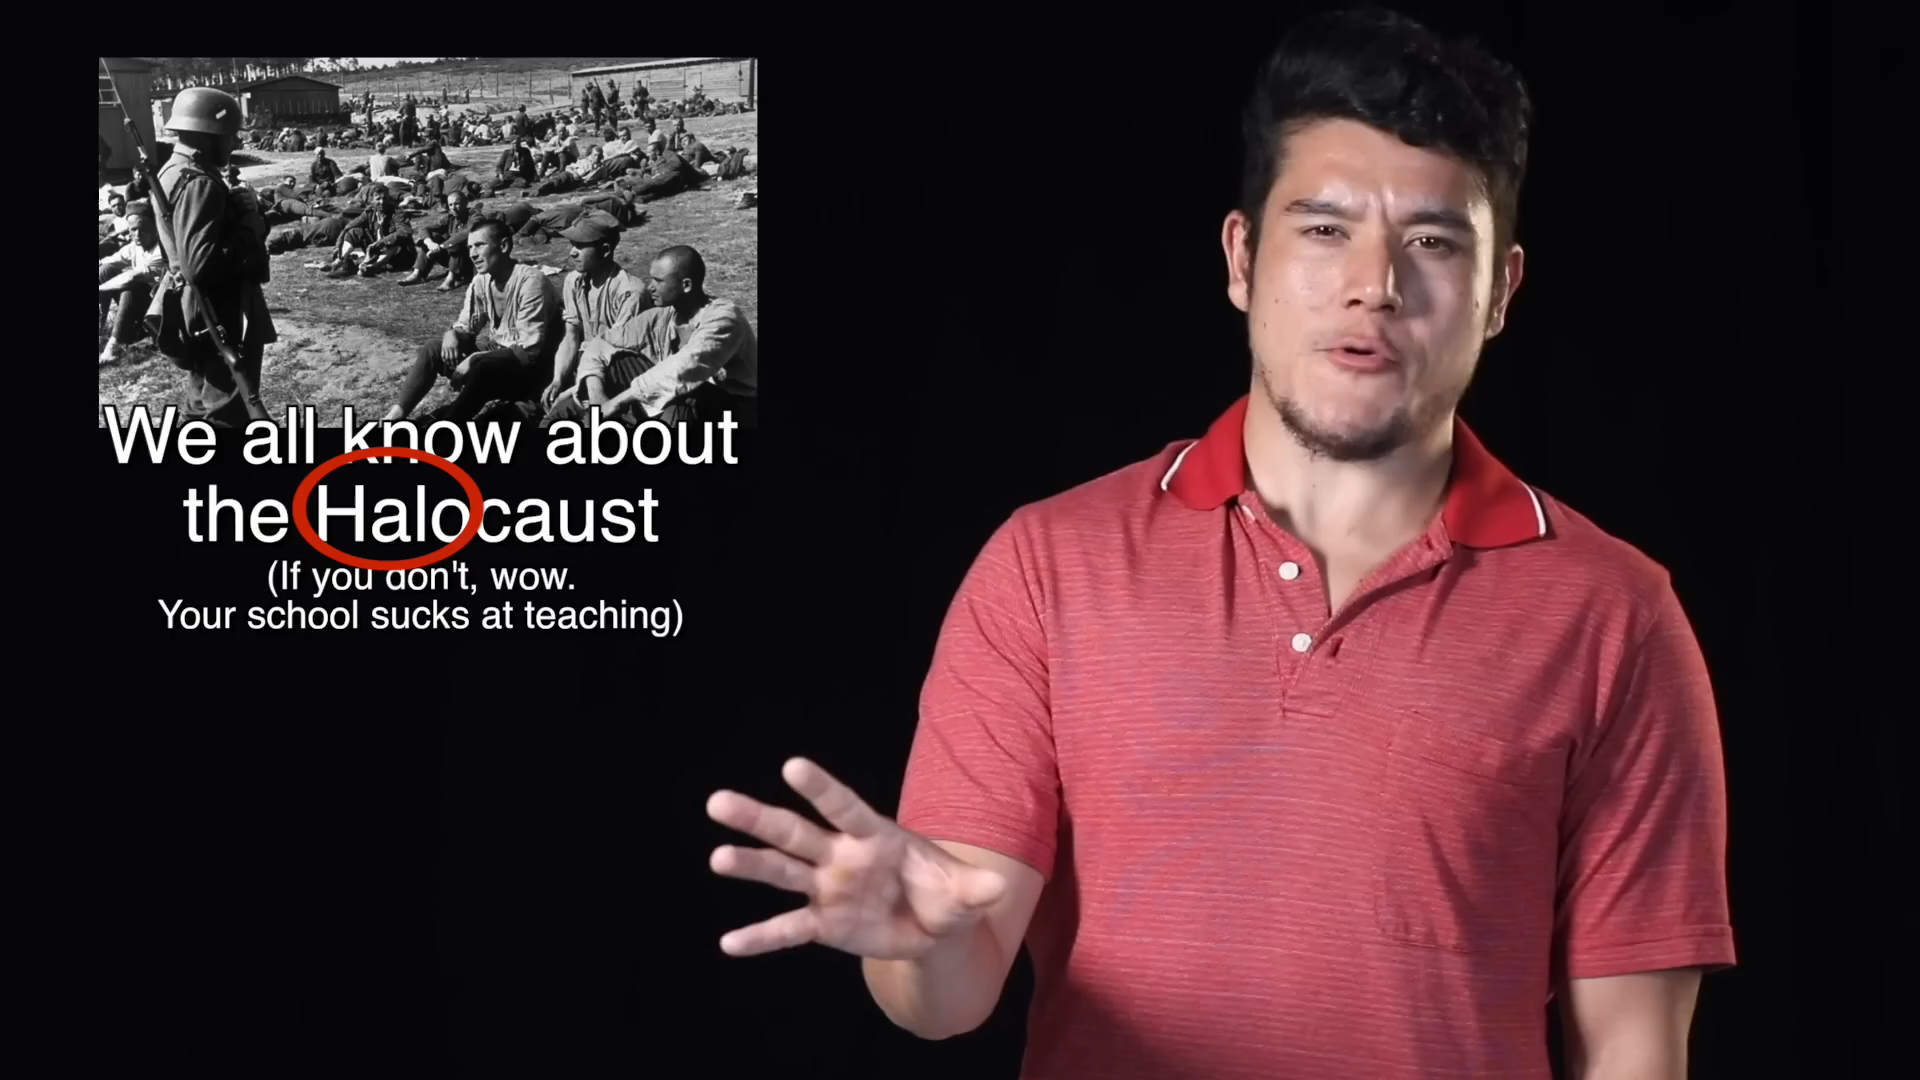 We all know about
the Halocaust
(If you don't, wow.
Your school sucks at teaching)